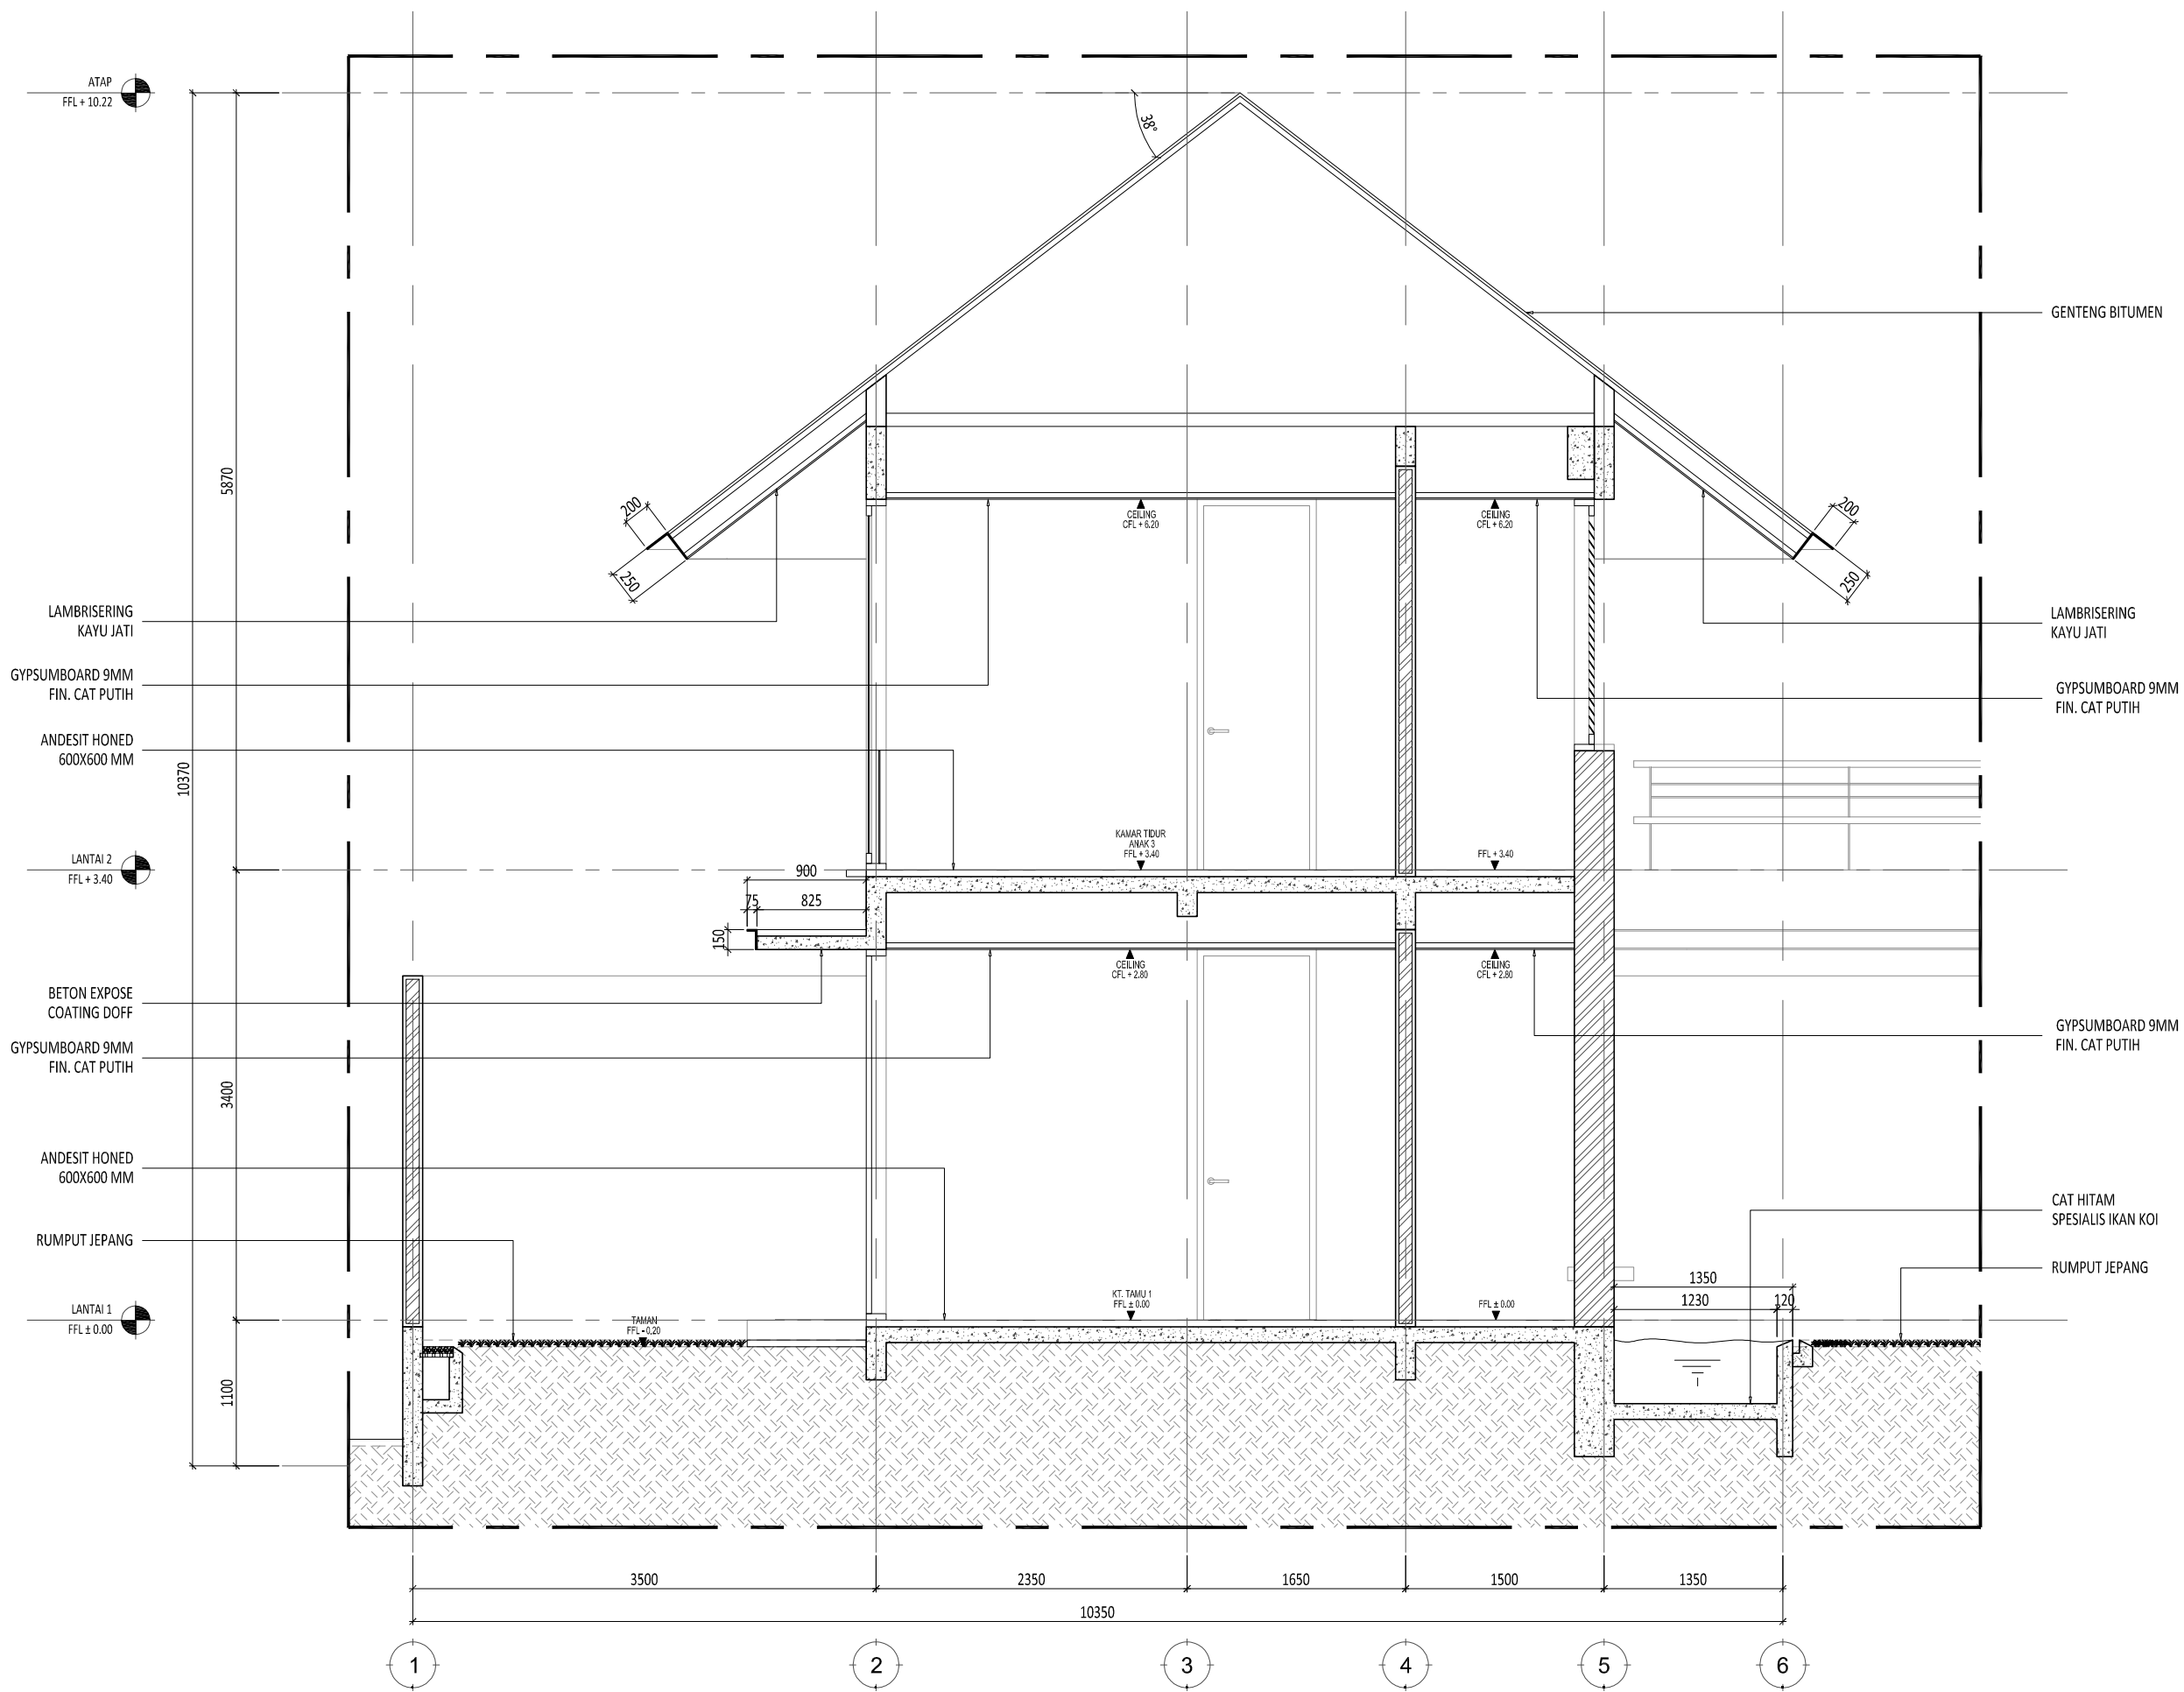 ATAP
FFL + 10.22
38°
GENTENG BITUMEN
5870
200
250
CEILING
CFL + 6.20
CEILING
CFL + 6.20
200
250
LAMBRISERING
KAYU JATI
LAMBRISERING
KAYU JATI
GYPSUMBOARD 9MM
FIN. CAT PUTIH
GYPSUMBOARD 9MM
FIN. CAT PUTIH
ANDESIT HONED
600X600 MM
10370
KAMAR TIDUR
ANAK 3
FFL + 3.40
FFL + 3.40
LANTAI 2
FFL + 3.40
900
75
825
150
CEILING
CFL + 2.80
CEILING
CFL + 2.80
BETON EXPOSE
COATING DOFF
GYPSUMBOARD 9MM
FIN. CAT PUTIH
GYPSUMBOARD 9MM
FIN. CAT PUTIH
3400
ANDESIT HONED
600X600 MM
CAT HITAM
SPESIALIS IKAN KOI
RUMPUT JEPANG
RUMPUT JEPANG
1350
1230
120
LANTAI 1
FFL ± 0.00
KT. TAMU 1
FFL ± 0.00
FFL ± 0.00
TAMAN
FFL - 0.20
1100
3500
2350
1650
1500
1350
10350
1
2
3
4
5
6